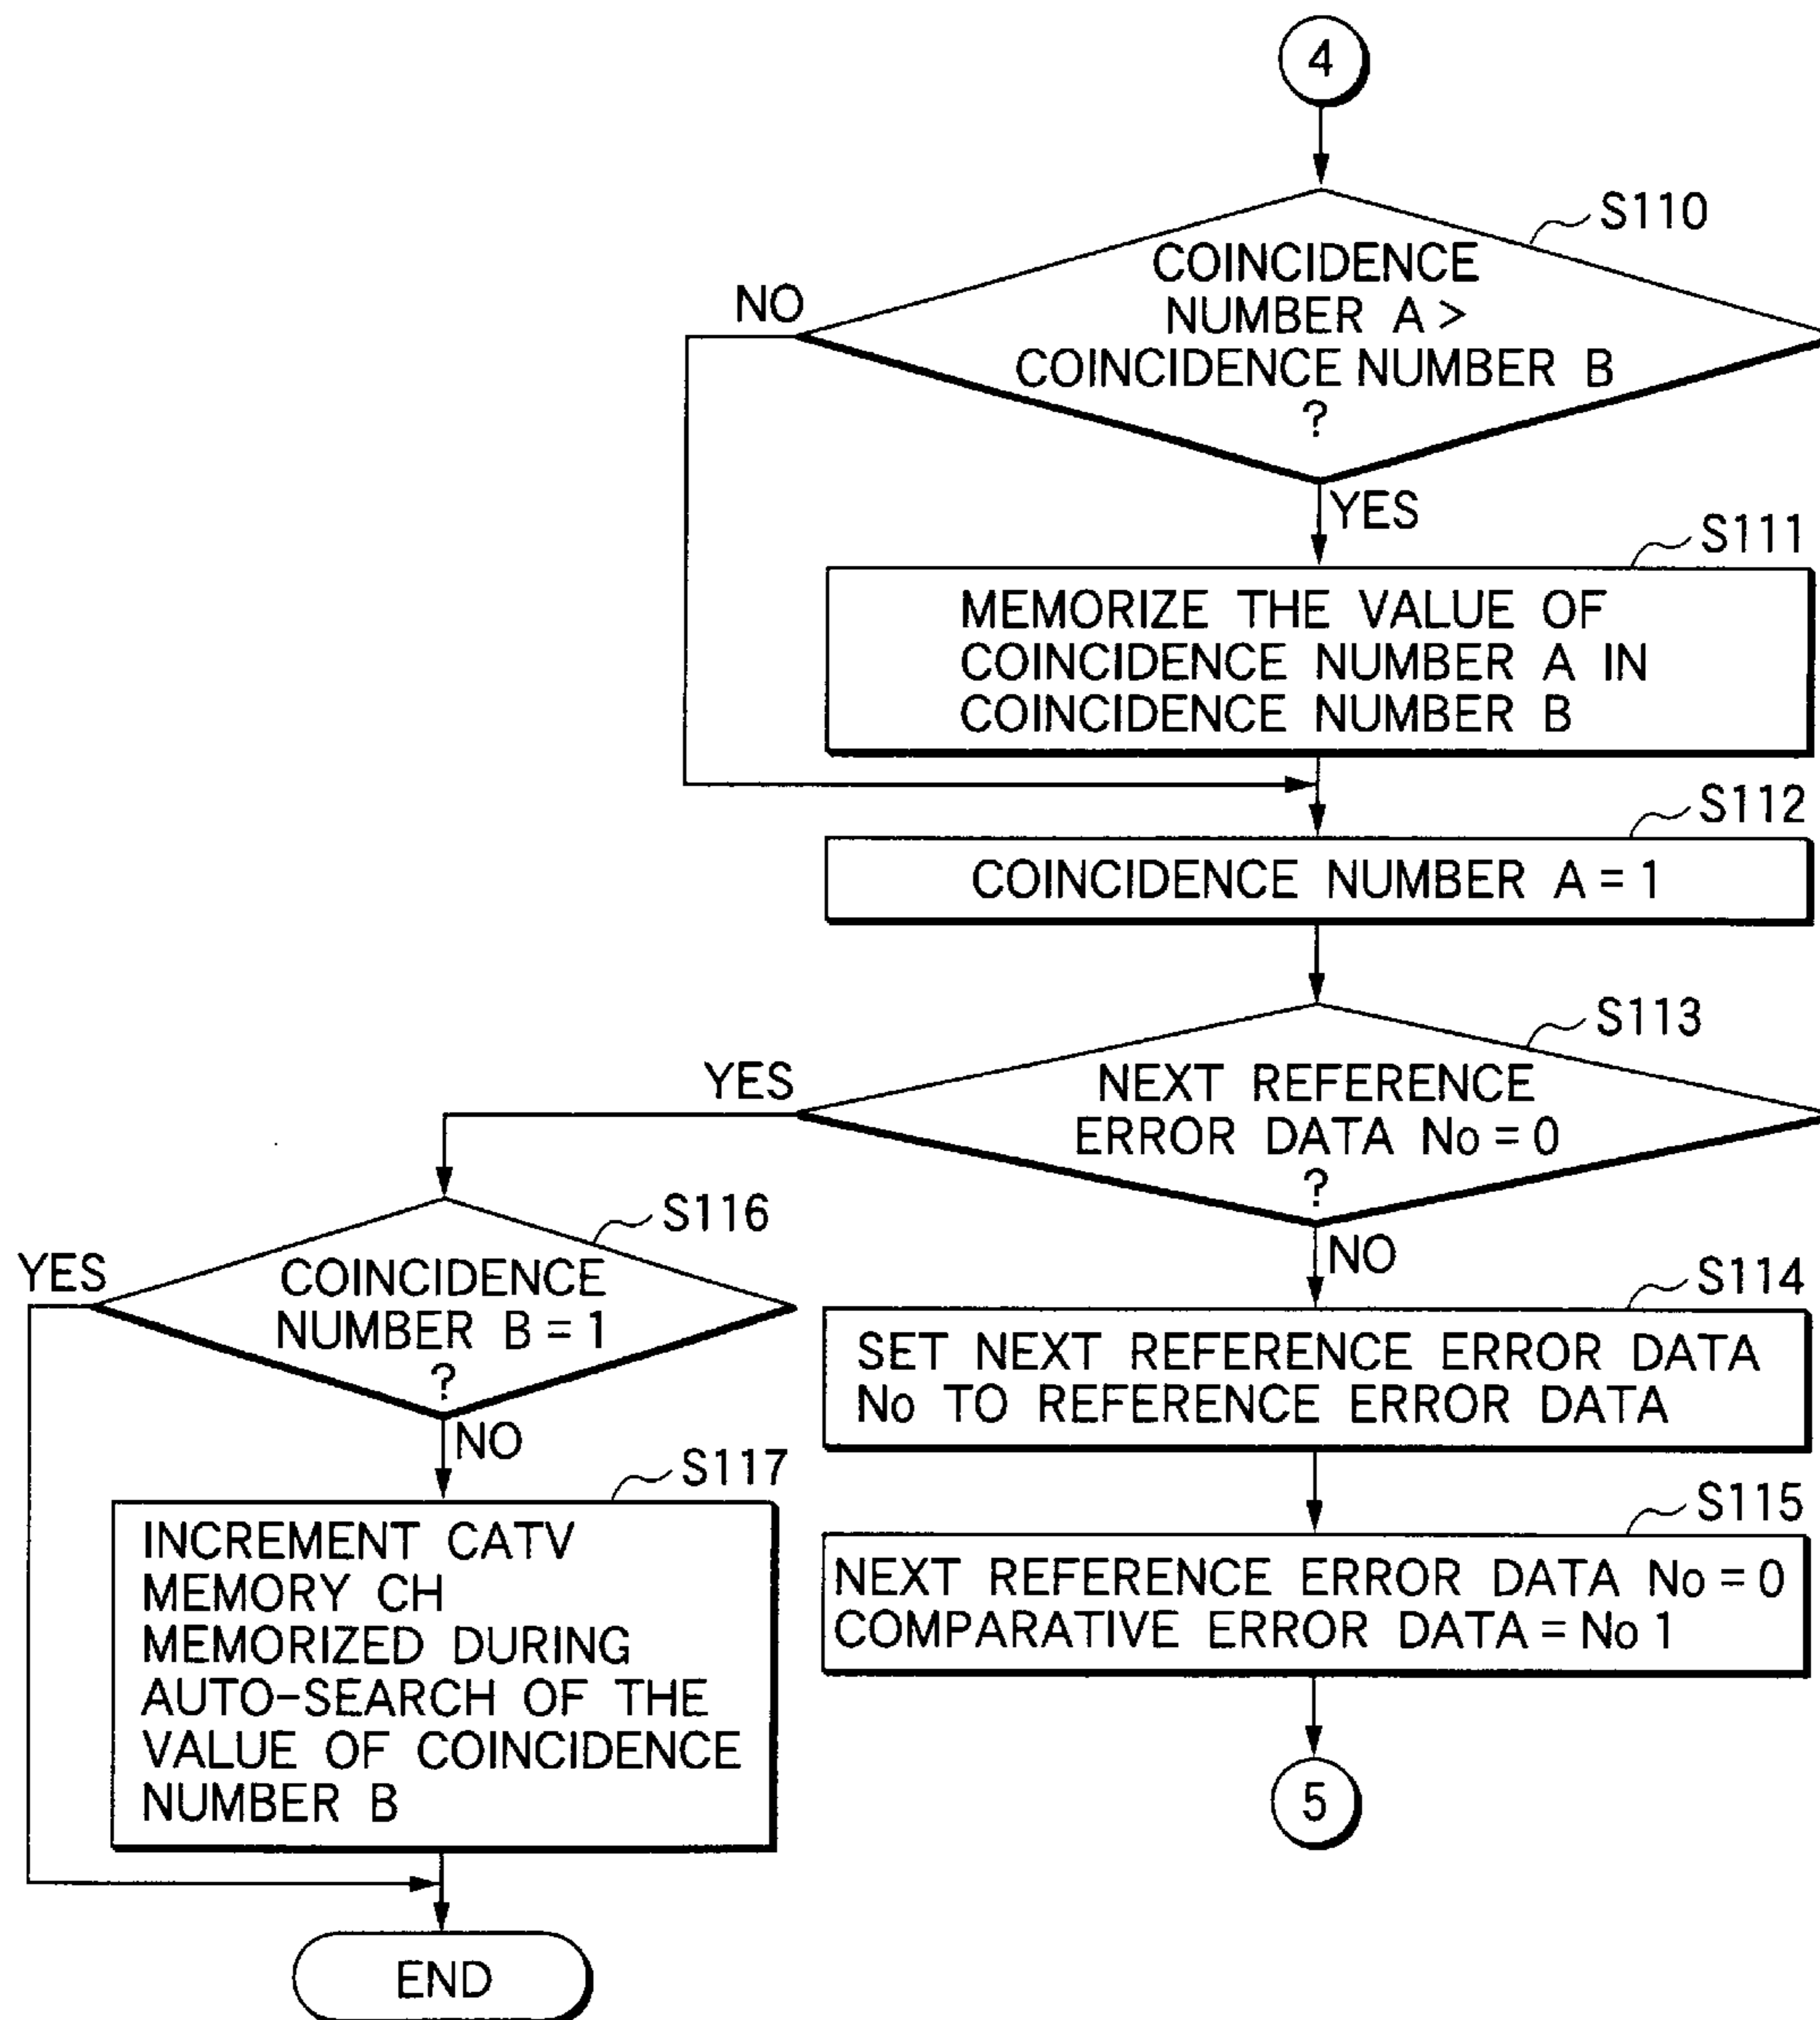 4
S110
COINCIDENCE
NUMBER A >
COINCIDENCE NUMBER B
?
NO
YES
S111
MEMORIZE THE VALUE OF
COINCIDENCE NUMBER A IN
COINCIDENCE NUMBER B
S112
COINCIDENCE NUMBER A = 1
S113
NEXT REFERENCE
ERROR DATA No = 0
?
YES
NO
S116
COINCIDENCE
NUMBER B = 1
?
YES
NO
S114
SET NEXT REFERENCE ERROR DATA
No TO REFERENCE ERROR DATA
S117
INCREMENT CATV
MEMORY CH
MEMORIZED DURING
AUTO-SEARCH OF THE
VALUE OF COINCIDENCE
NUMBER B
S115
NEXT REFERENCE ERROR DATA No = 0
COMPARATIVE ERROR DATA = No 1
5
END